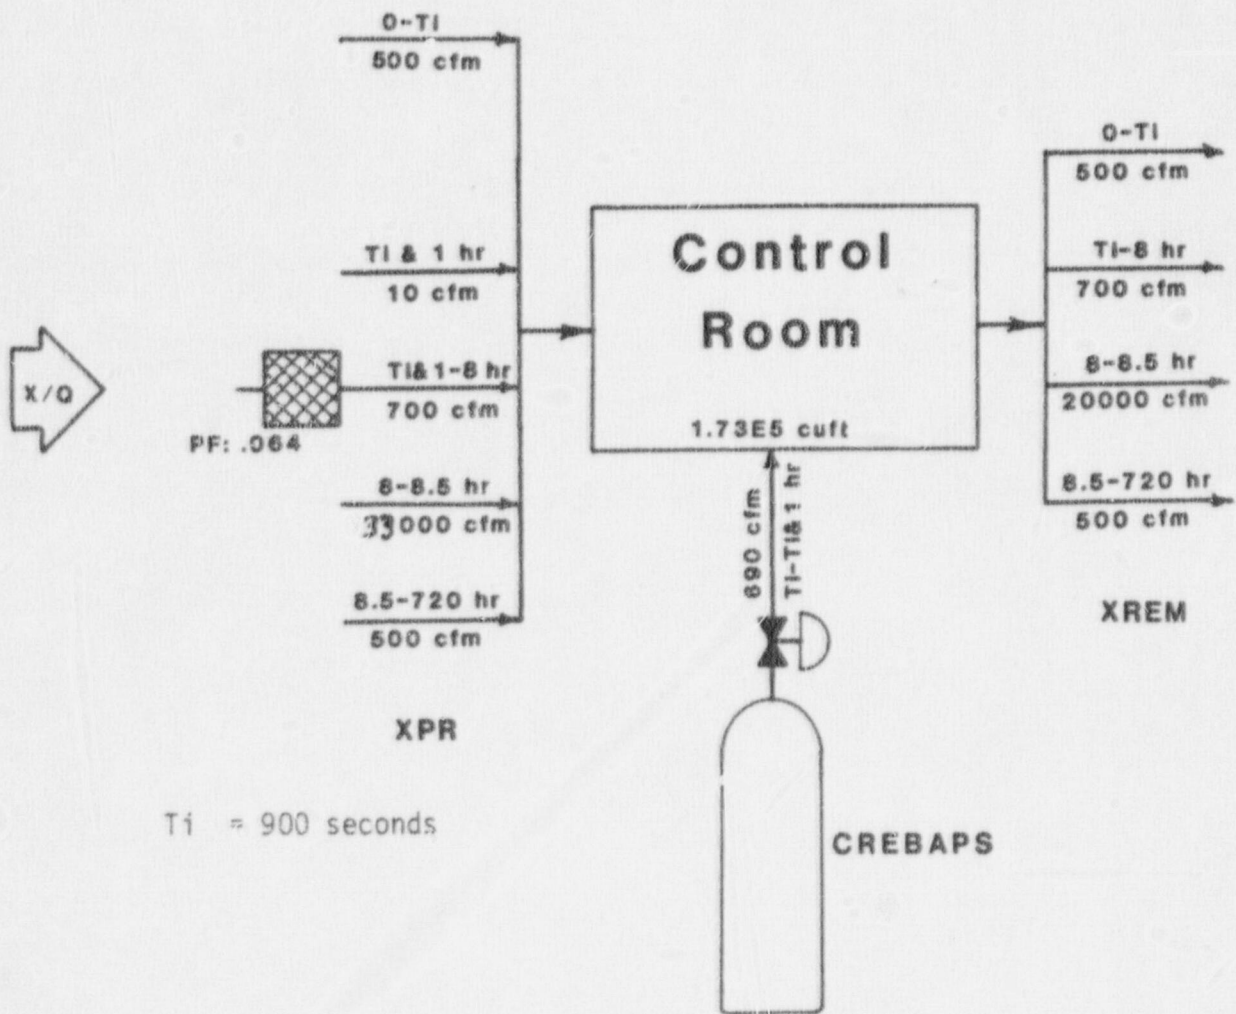 0-Ti
500 cfm
Ti & 1 hr
10 cfm
X/Q
PF: .064
Ti& 1-8 hr
700 cfm
8-8.5 hr
33000 cfm
8.5-720 hr
500 cfm
XPR
Control
Room
1.73E5 cuft
690 cfm
Ti-Ti& 1 hr
CREBAPS
0-Ti
500 cfm
Ti-8 hr
700 cfm
8-8.5 hr
20000 cfm
8.5-720 hr
500 cfm
XREM
Ti = 900 seconds